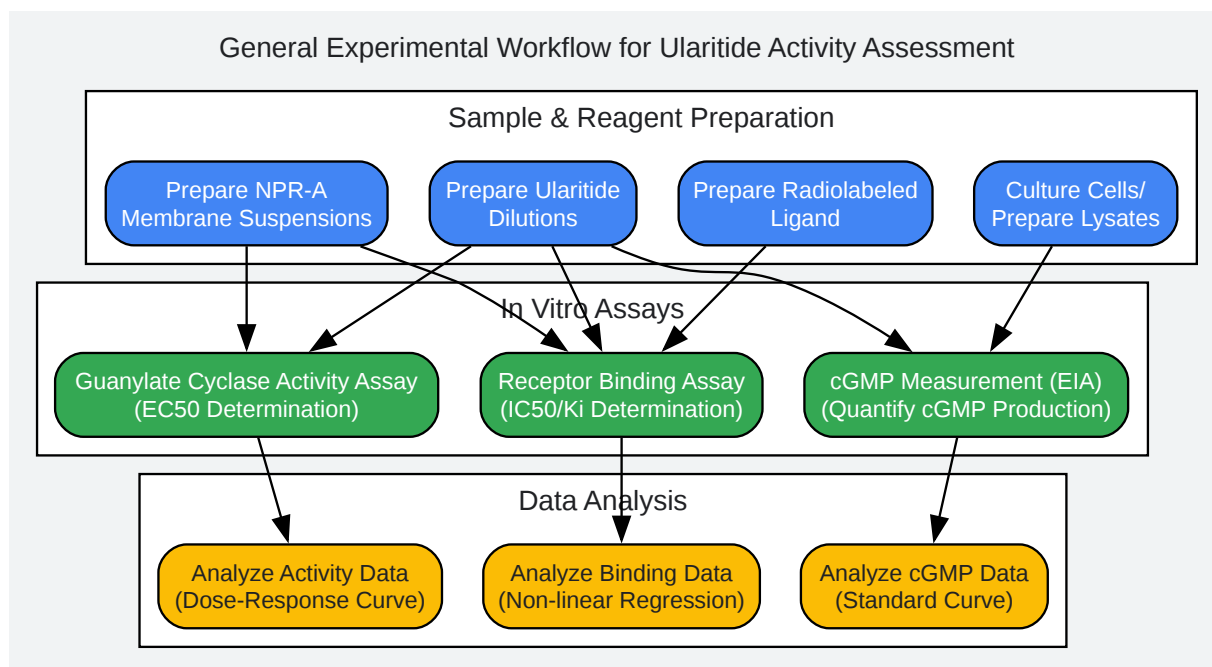 General Experimental Workflow for Ularitide Activity Assessment
Sample & Reagent Preparation
Prepare NPR-A
Membrane Suspensions
Prepare Ularitide
Dilutions
Prepare Radiolabeled
Ligand
Culture Cells/
Prepare Lysates
In Vitro Assays
Guanylate Cyclase Activity Assay
(EC50 Determination)
Receptor Binding Assay
(IC50/Ki Determination)
cGMP Measurement (EIA)
(Quantify cGMP Production)
Data Analysis
Analyze Activity Data
(Dose-Response Curve)
Analyze Binding Data
(Non-linear Regression)
Analyze cGMP Data
(Standard Curve)